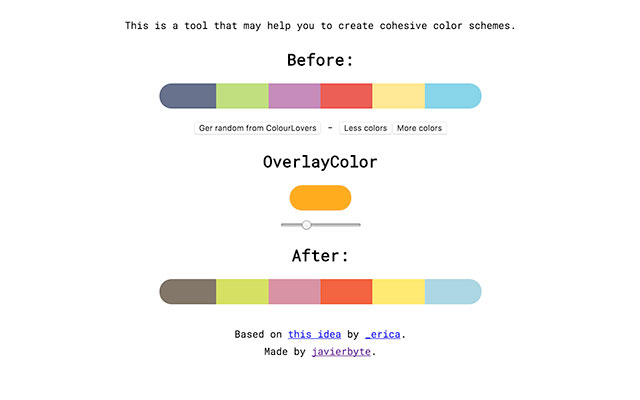 This is a tool that may help you to create cohesive color schemes.
Before:
Ger random from ColourLovers - Less colors More colors
OverlayColor
After:
Based on this idea by _erica.
Made by javierbyte.